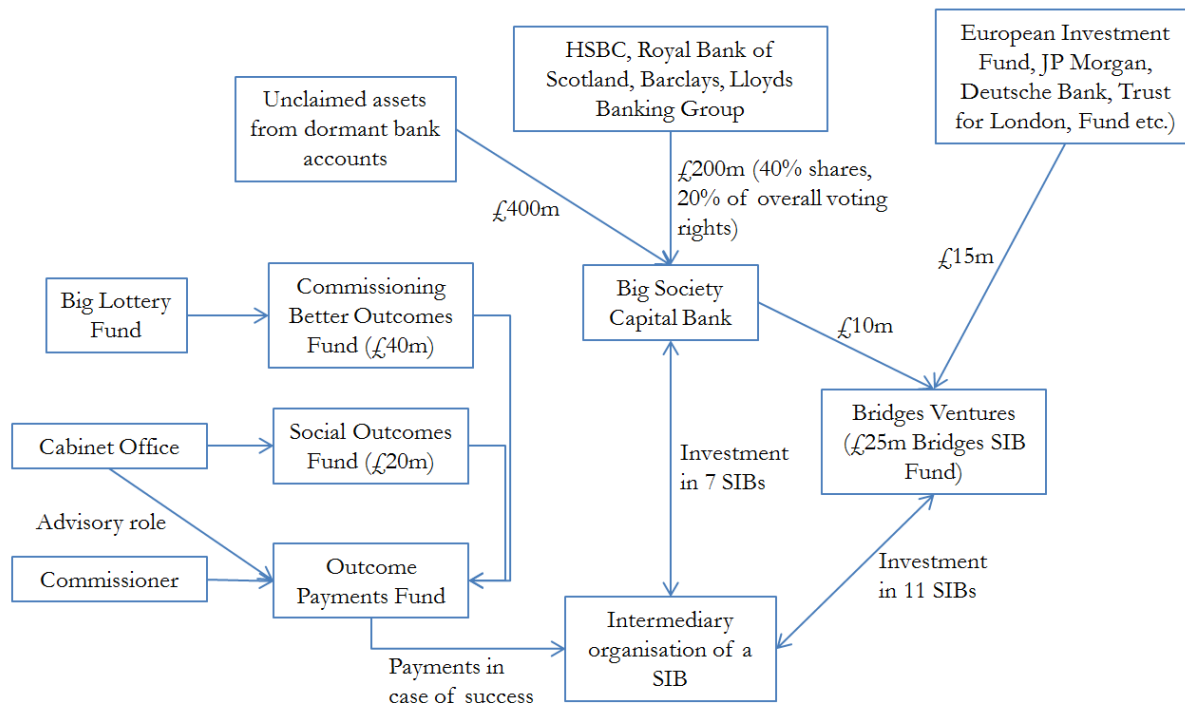 HSBC, Royal Bank of
Scotland, Barclays, Lloyds
Banking Group
European Investment
Fund, JP Morgan,
Deutsche Bank, Trust
for London, Fund etc.)
Unclaimed assets
from dormant bank
accounts
£400m
£200m (40% shares,
20% of overall voting
rights)
£15m
Big Lottery
Fund
Commissioning
Better Outcomes
Fund (£40m)
Big Society
Capital Bank
£10m
Cabinet Office
Social Outcomes
Fund (£20m)
Investment
in 7 SIBs
Bridges Ventures
(£25m Bridges SIB
Fund)
Advisory role
Commissioner
Outcome
Payments Fund
Investment
in 11 SIBs
Intermediary
organisation of a
SIB
Payments in
case of success